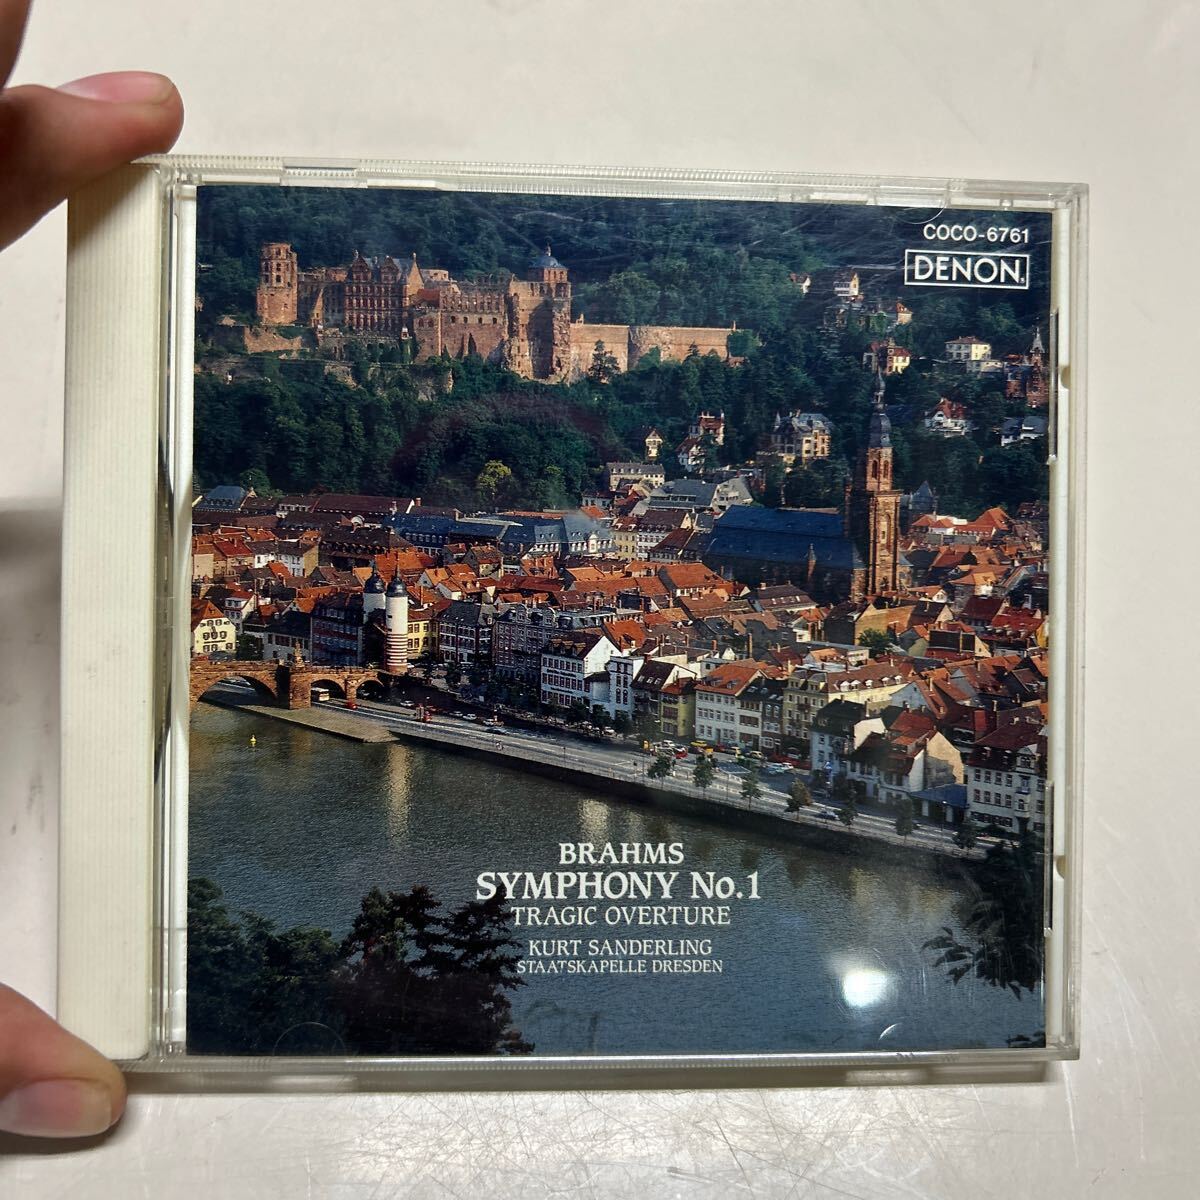 COCO-6761
DENON
BRAHMS
SYMPHONY No.1
TRAGIC OVERTURE
KURT SANDERLING
STAATSKAPELLE DRESDEN